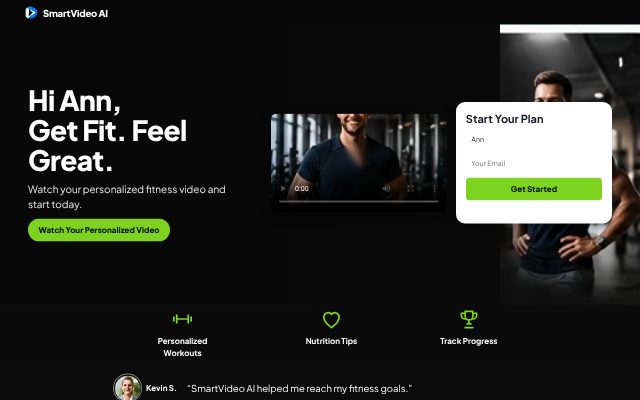 SmartVideo AI
Hi Ann,
Get Fit. Feel
Great.
Watch your personalized fitness video and
start today.
Watch Your Personalized Video
0:00
Start Your Plan
Ann
Your Email
Get Started
Personalized
Workouts
Nutrition Tips
Track Progress
Kevin S.
“SmartVideo AI helped me reach my fitness goals.”